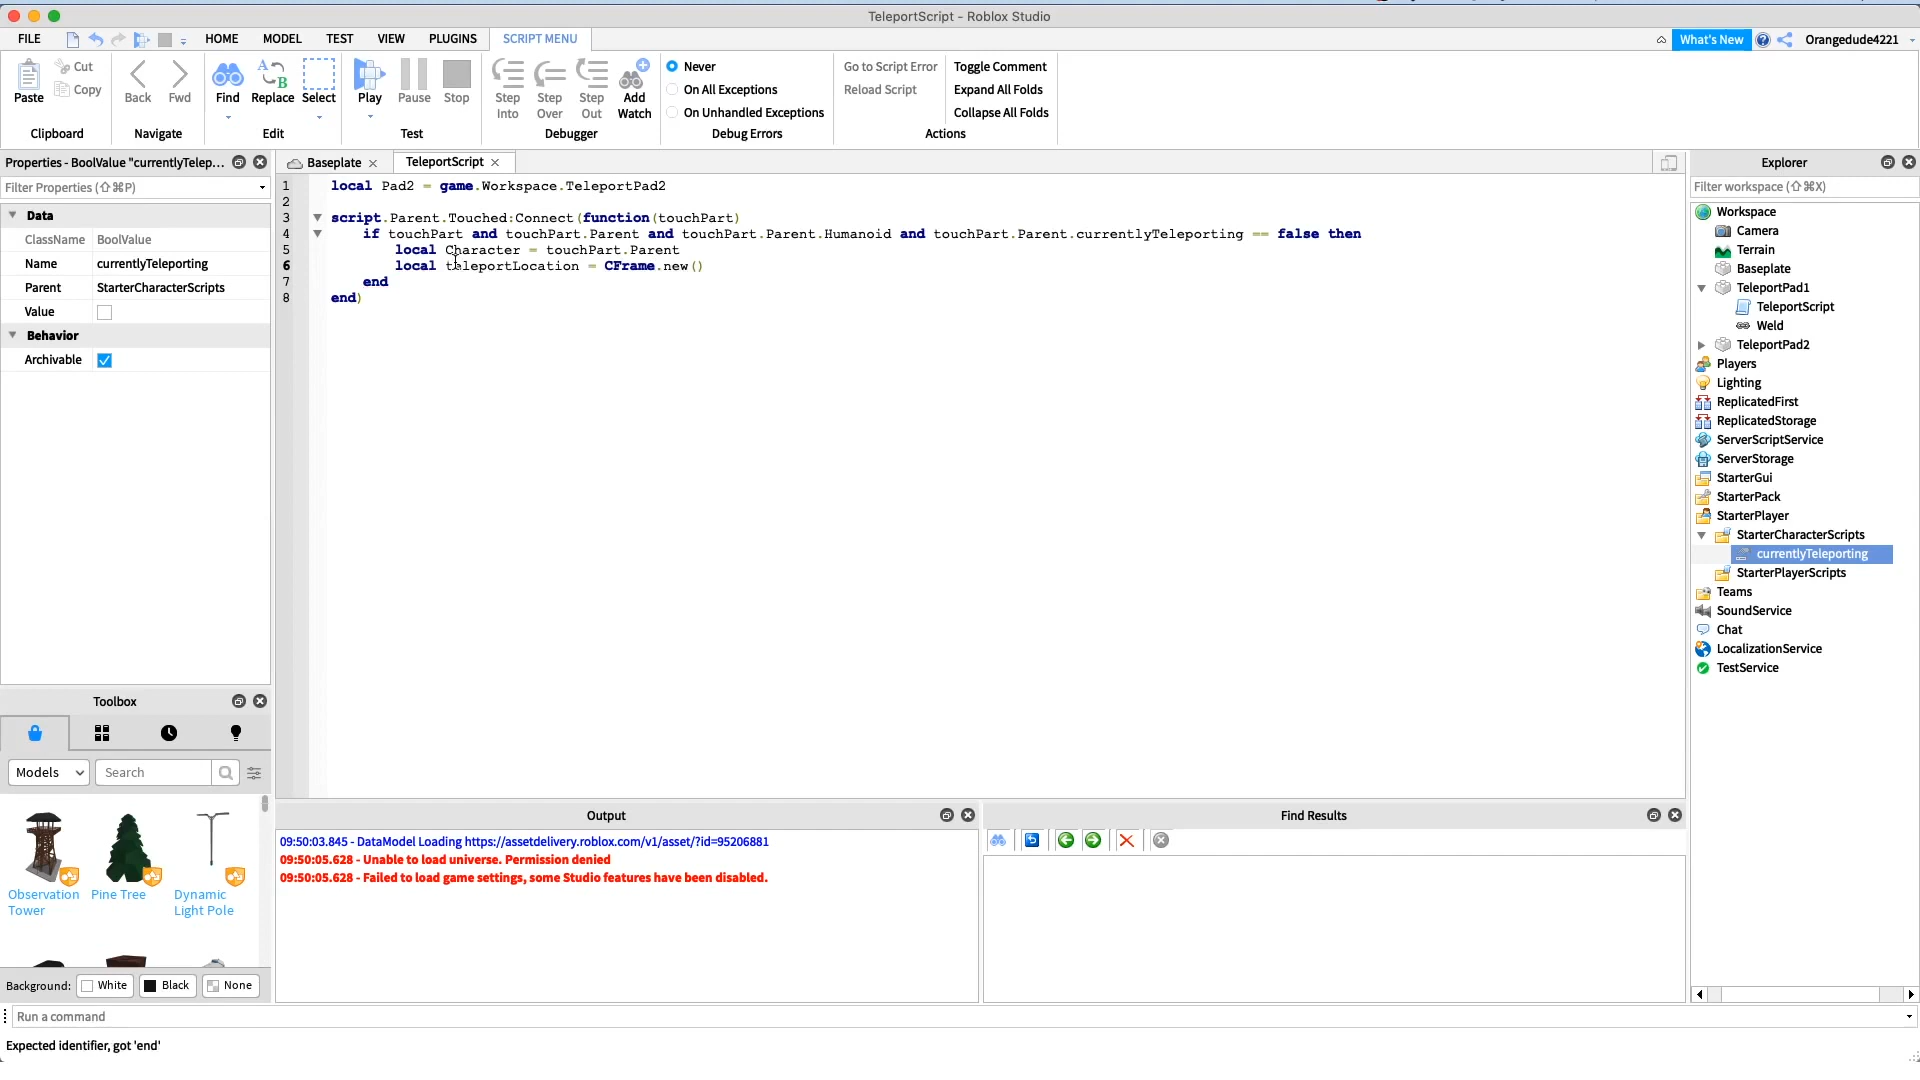 TeleportScript - Roblox Studio
FILE HOME MODEL TEST VIEW PLUGINS SCRIPT MENU What's New Orangedude4221
Paste Cut Copy Back Fwd Find Replace Select Play Pause Stop Step Into Step Over Step Out Add Watch
Never
On All Exceptions
On Unhandled Exceptions
Go to Script Error
Reload Script
Toggle Comment
Expand All Folds
Collapse All Folds
Clipboard Navigate Edit Test Debugger Debug Errors Actions
Properties - BoolValue "currentlyTelep...
Filter Properties (⇧⌘P)
Data
ClassName BoolValue
Name currentlyTeleporting
Parent StarterCharacterScripts
Value
Behavior
Archivable
Toolbox
Models Search
Observation Tower
Pine Tree
Dynamic Light Pole
Background: White Black None
Baseplate TeleportScript
1 local Pad2 = game.Workspace.TeleportPad2
2
3 script.Parent.Touched:Connect(function(touchPart)
4 if touchPart and touchPart.Parent and touchPart.Parent.Humanoid and touchPart.Parent.currentlyTeleporting == false then
5 local Character = touchPart.Parent
6 local teleportLocation = CFrame.new()
7 end
8 end)
Output
09:50:03.845 - DataModel Loading https://assetdelivery.roblox.com/v1/asset/?id=95206881
09:50:05.628 - Unable to load universe. Permission denied
09:50:05.628 - Failed to load game settings, some Studio features have been disabled.
Find Results
Explorer
Filter workspace (⇧⌘X)
Workspace
Camera
Terrain
Baseplate
TeleportPad1
TeleportScript
Weld
TeleportPad2
Players
Lighting
ReplicatedFirst
ReplicatedStorage
ServerScriptService
ServerStorage
StarterGui
StarterPack
StarterPlayer
StarterCharacterScripts
currentlyTeleporting
StarterPlayerScripts
Teams
SoundService
Chat
LocalizationService
TestService
Run a command
Expected identifier, got 'end'